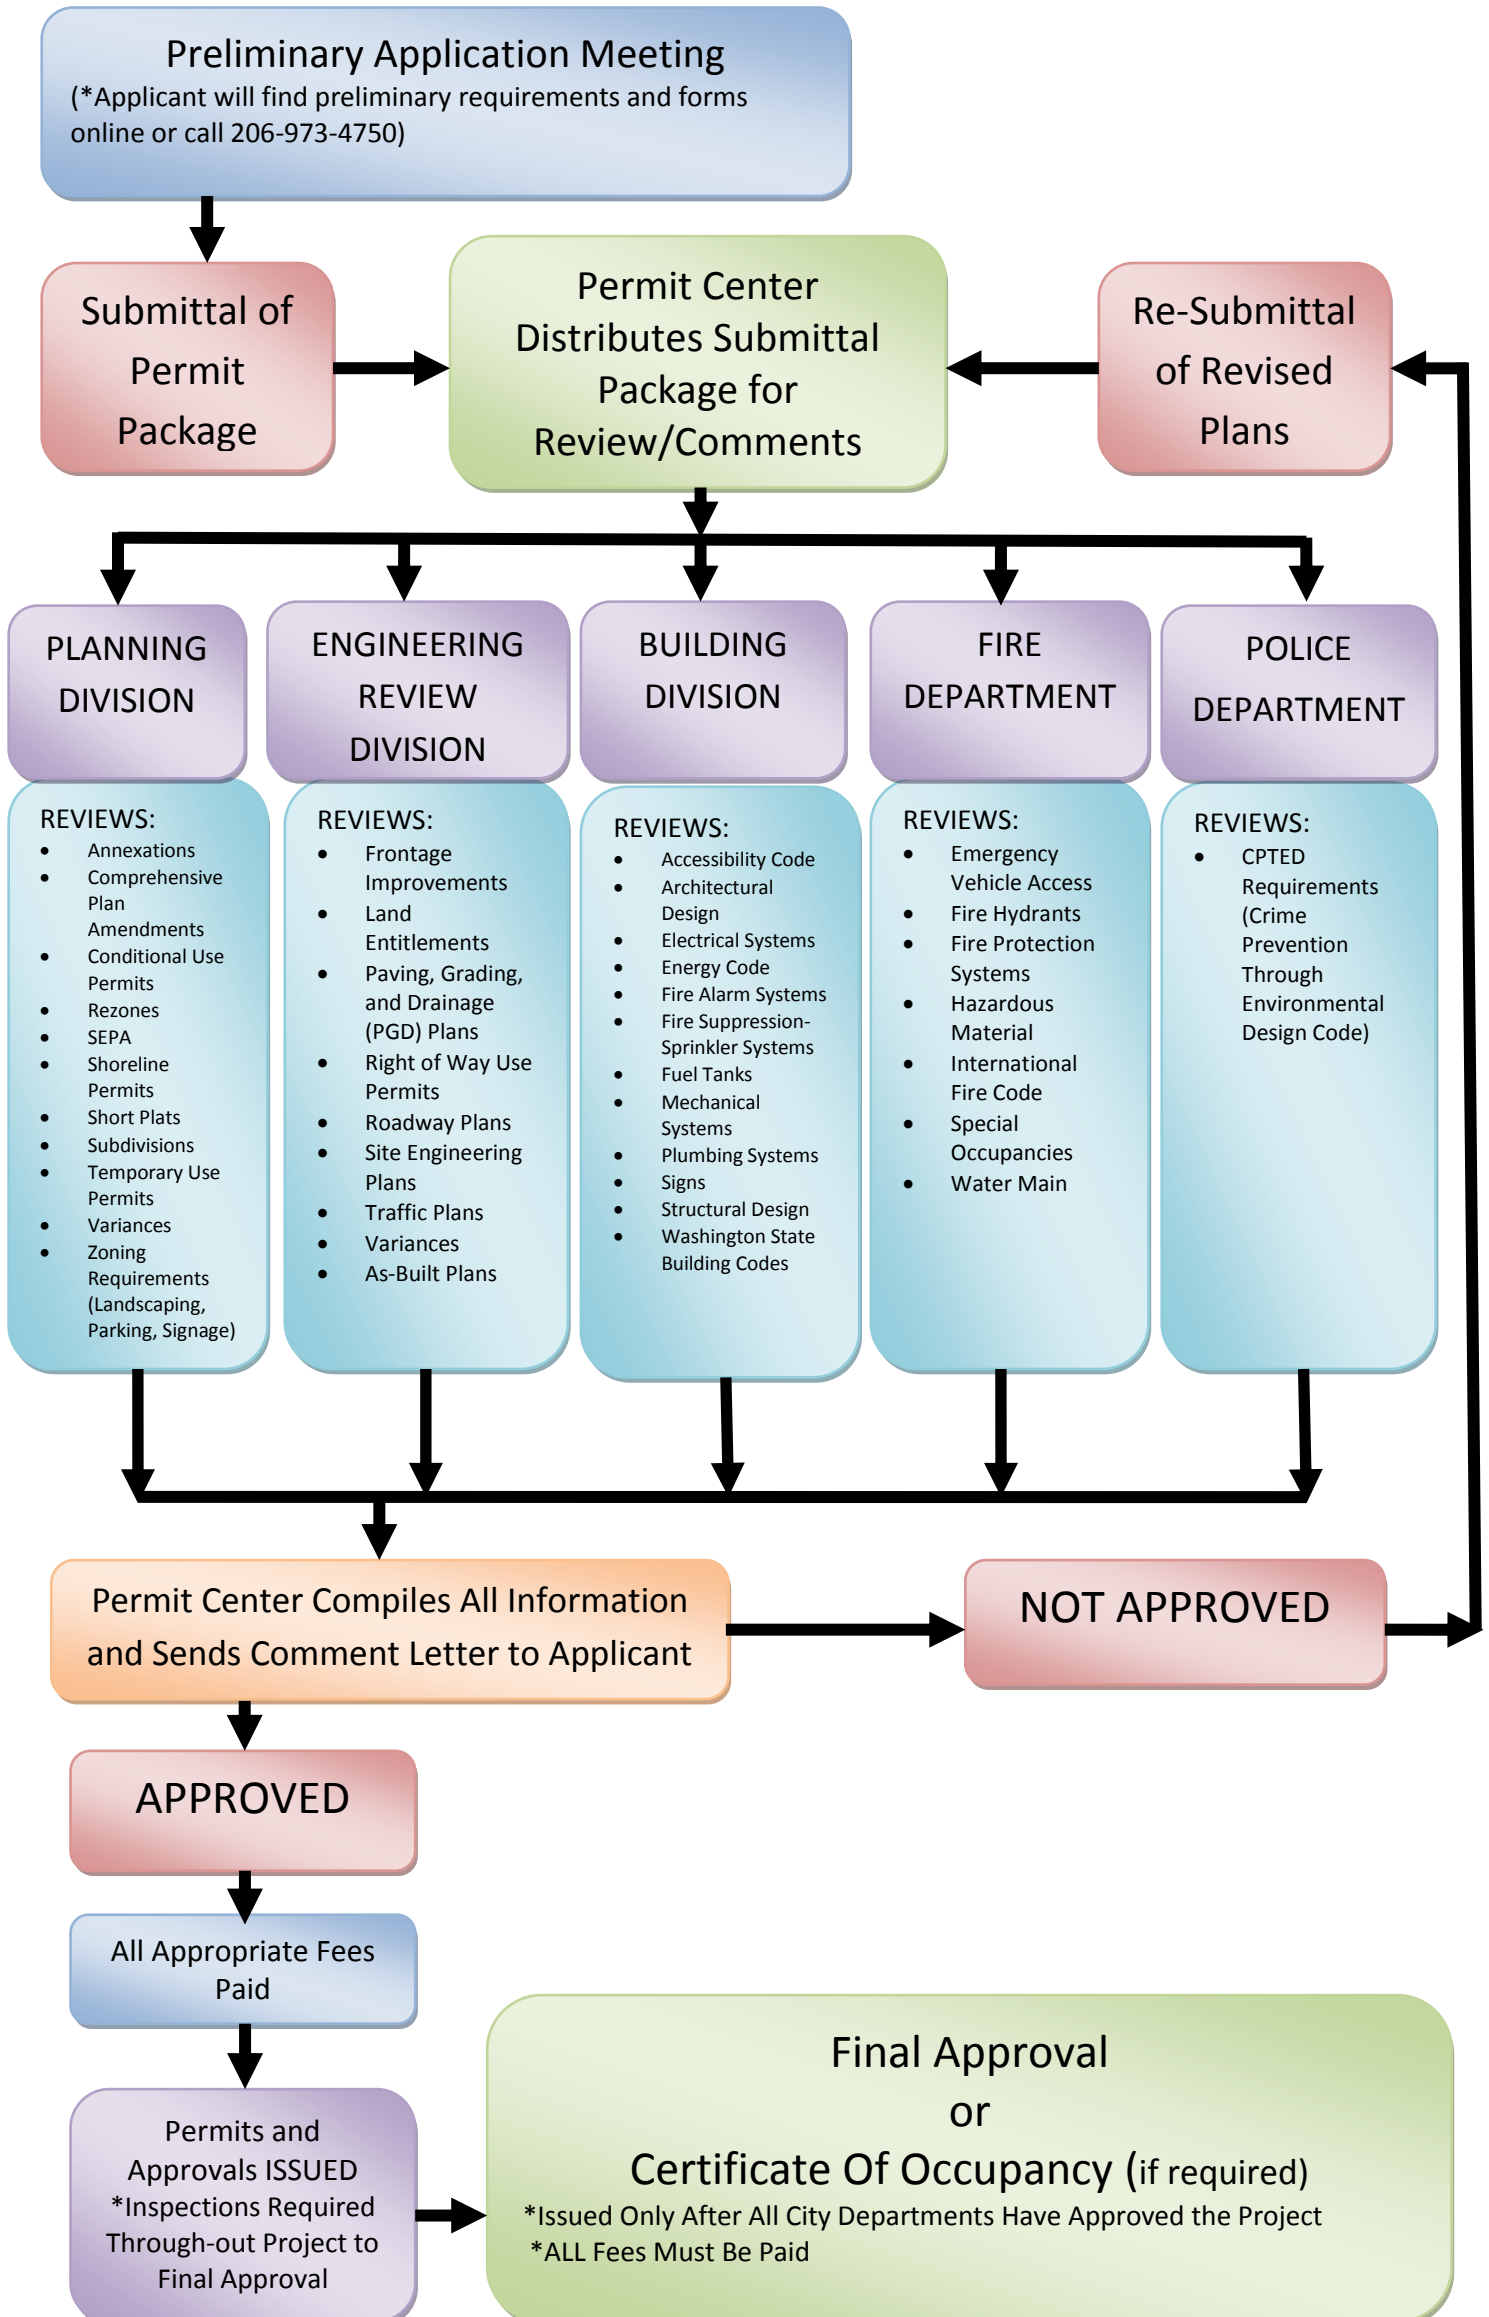 Preliminary Application Meeting
(*Applicant will find preliminary requirements and forms
online or call 206-973-4750)
Submittal of
Permit
Package
Permit Center
Distributes Submittal
Package for
Review/Comments
Re-Submittal
of Revised
Plans
PLANNING
DIVISION
REVIEWS:
• Annexations
• Comprehensive
Plan
Amendments
• Conditional Use
Permits
• Rezones
• SEPA
• Shoreline
Permits
• Short Plats
• Subdivisions
• Temporary Use
Permits
• Variances
• Zoning
Requirements
(Landscaping,
Parking, Signage)
ENGINEERING
REVIEW
DIVISION
REVIEWS:
• Frontage
Improvements
• Land
Entitlements
• Paving, Grading,
and Drainage
(PGD) Plans
• Right of Way Use
Permits
• Roadway Plans
• Site Engineering
Plans
• Traffic Plans
• Variances
• As-Built Plans
BUILDING
DIVISION
REVIEWS:
• Accessibility Code
• Architectural
Design
• Electrical Systems
• Energy Code
• Fire Alarm Systems
• Fire Suppression-
Sprinkler Systems
• Fuel Tanks
• Mechanical
Systems
• Plumbing Systems
• Signs
• Structural Design
• Washington State
Building Codes
FIRE
DEPARTMENT
REVIEWS:
• Emergency
Vehicle Access
• Fire Hydrants
• Fire Protection
Systems
• Hazardous
Material
• International
Fire Code
• Special
Occupancies
• Water Main
POLICE
DEPARTMENT
REVIEWS:
• CPTED
Requirements
(Crime
Prevention
Through
Environmental
Design Code)
Permit Center Compiles All Information
and Sends Comment Letter to Applicant
NOT APPROVED
APPROVED
All Appropriate Fees
Paid
Permits and
Approvals ISSUED
*Inspections Required
Through-out Project to
Final Approval
Final Approval
or
Certificate Of Occupancy (if required)
*Issued Only After All City Departments Have Approved the Project
*ALL Fees Must Be Paid